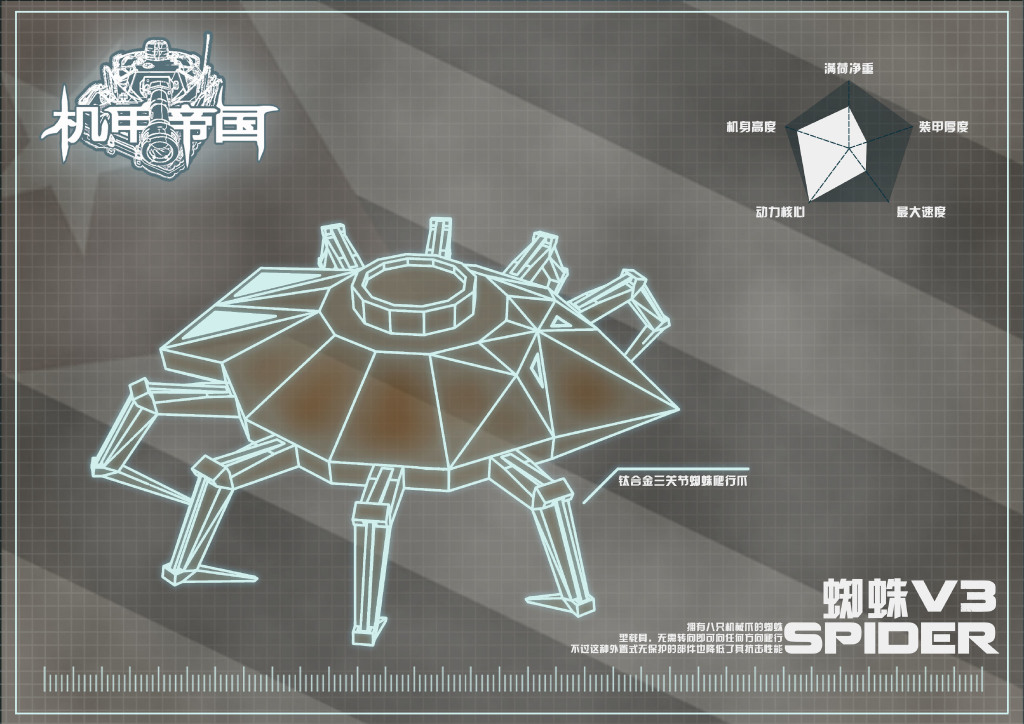 机甲帝国
满荷净重
机身高度
装甲厚度
动力核心
最大速度
钛合金三关节蜘蛛爬行爪
蜘蛛V3
SPIDER
拥有八只机械爪的蜘蛛
型载具，无需转向即可向任何方向爬行
不过这种外置式无保护的部件也降低了其抗击性能